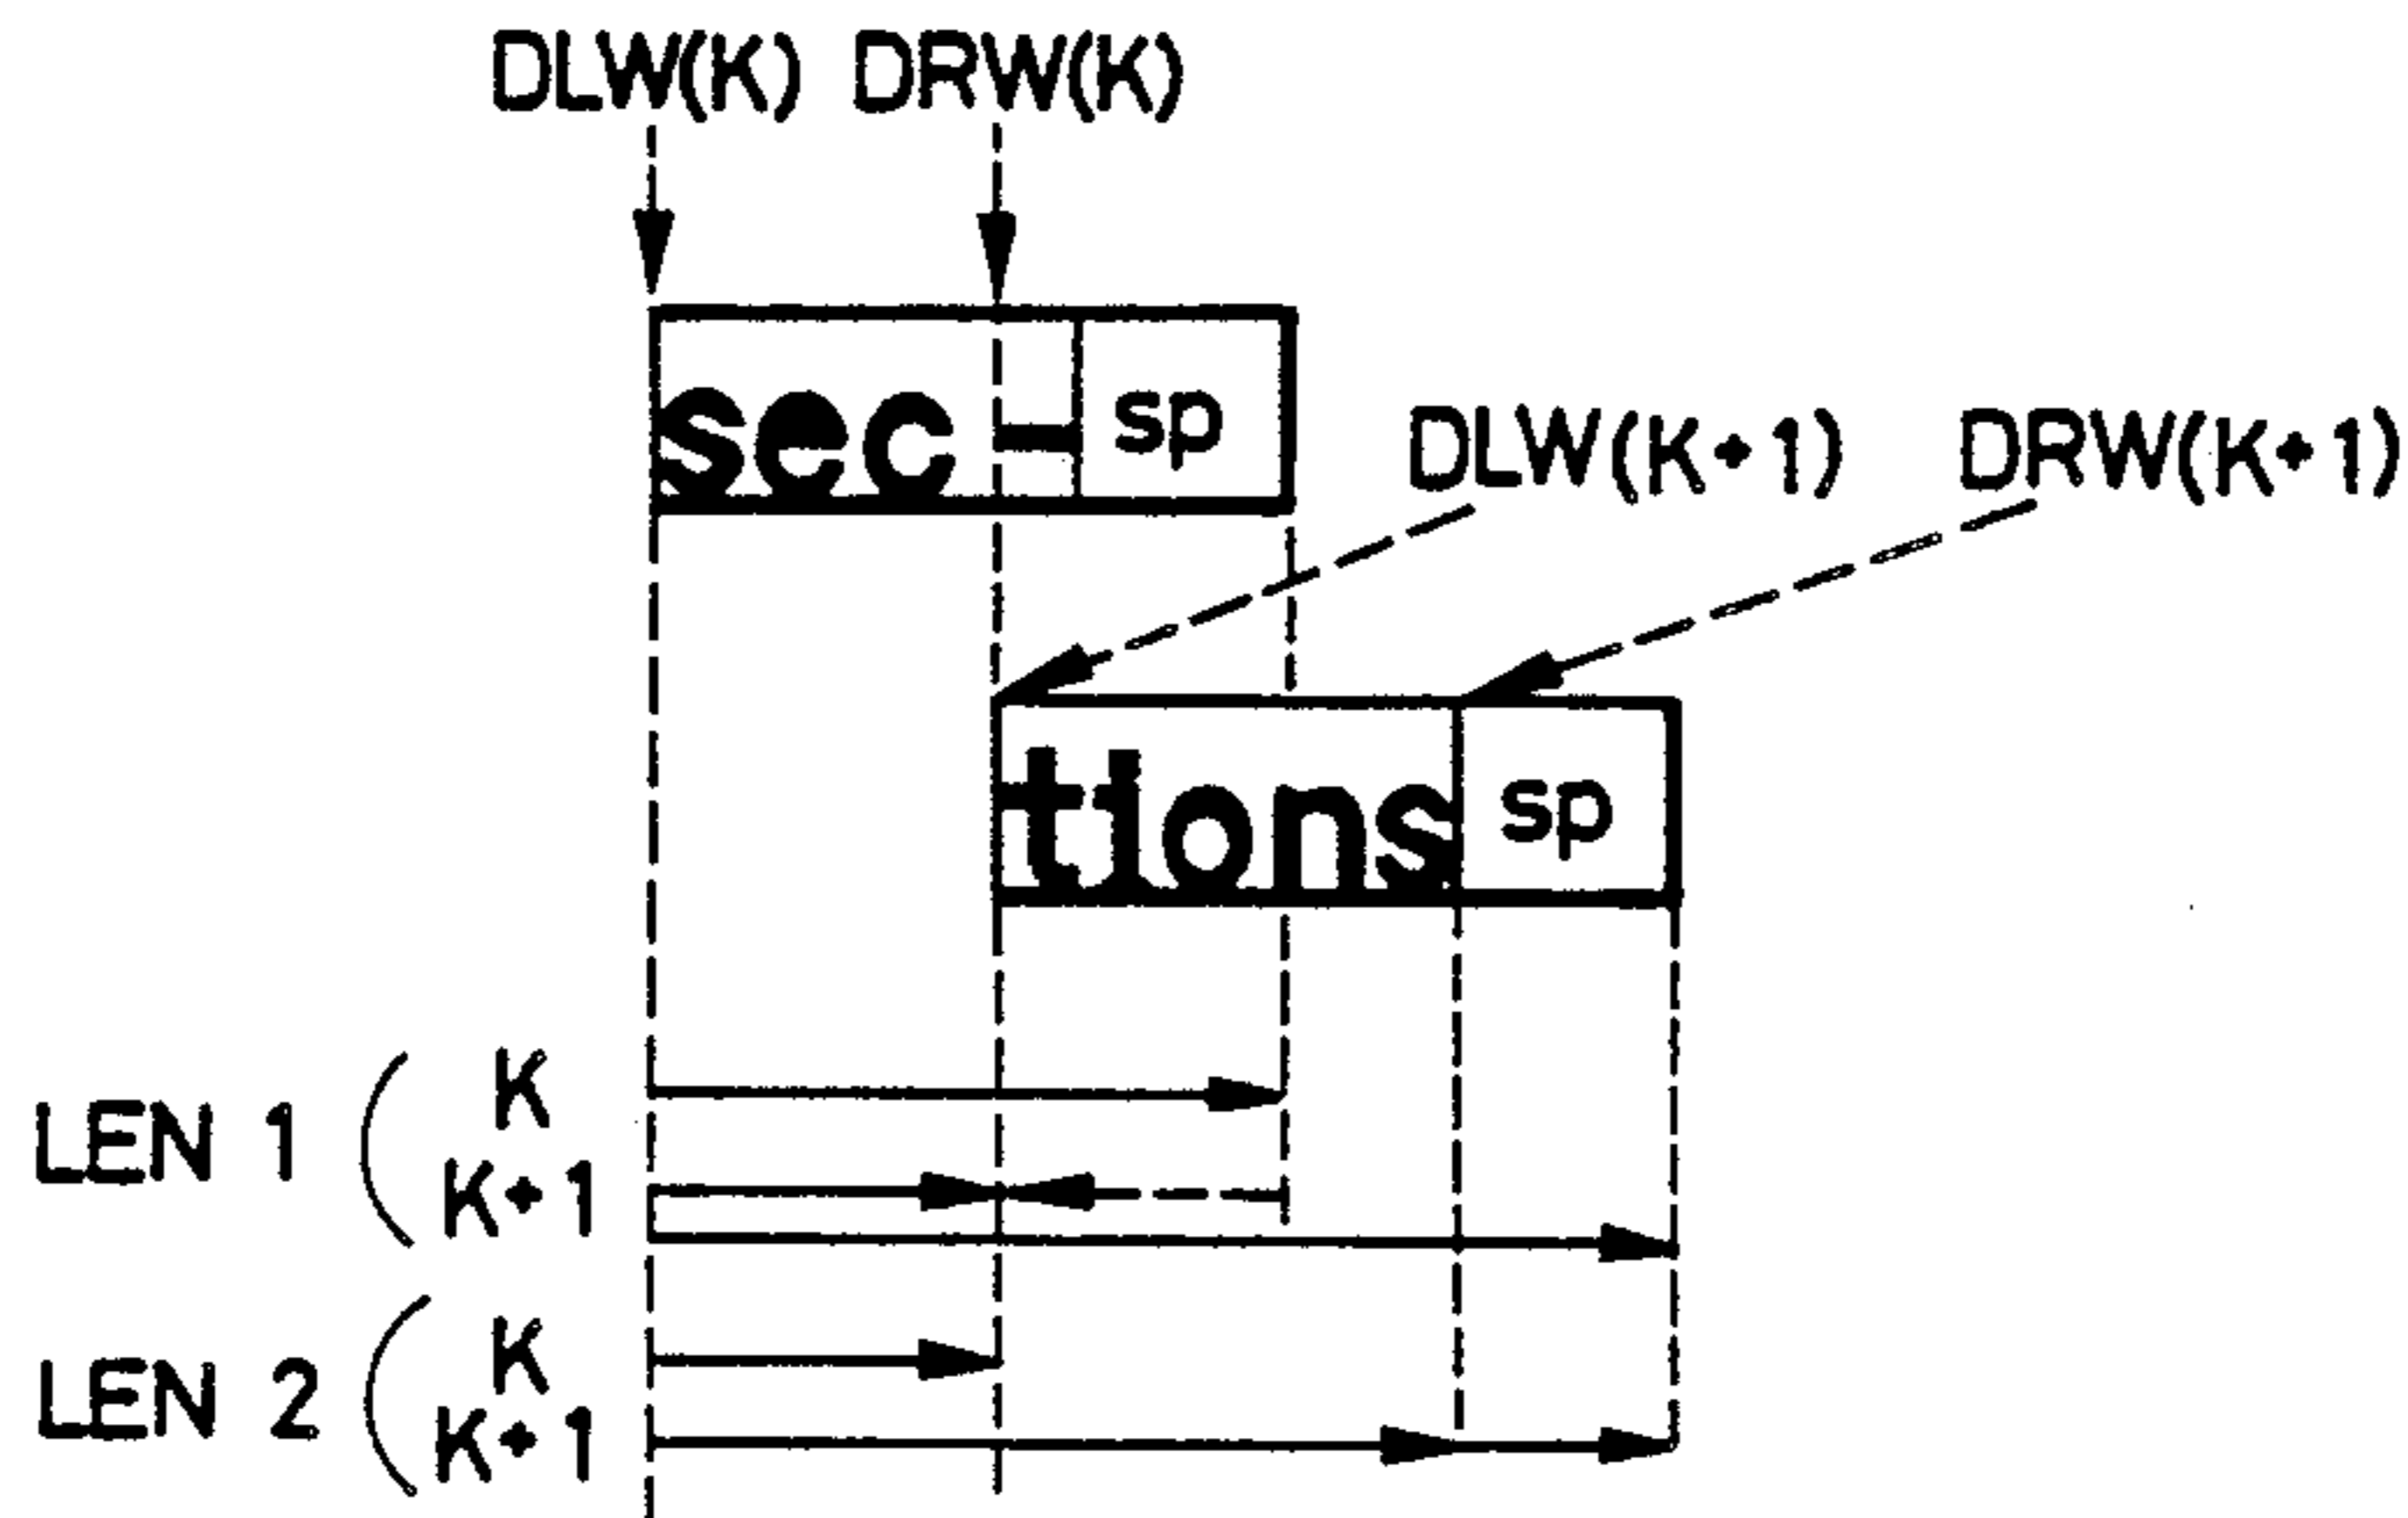 DLW(K) DRW(K)
sec - sp
DLW(K+1) DRW(K+1)
tions sp
LEN 1 ( K
K+1
LEN 2 ( K
K+1